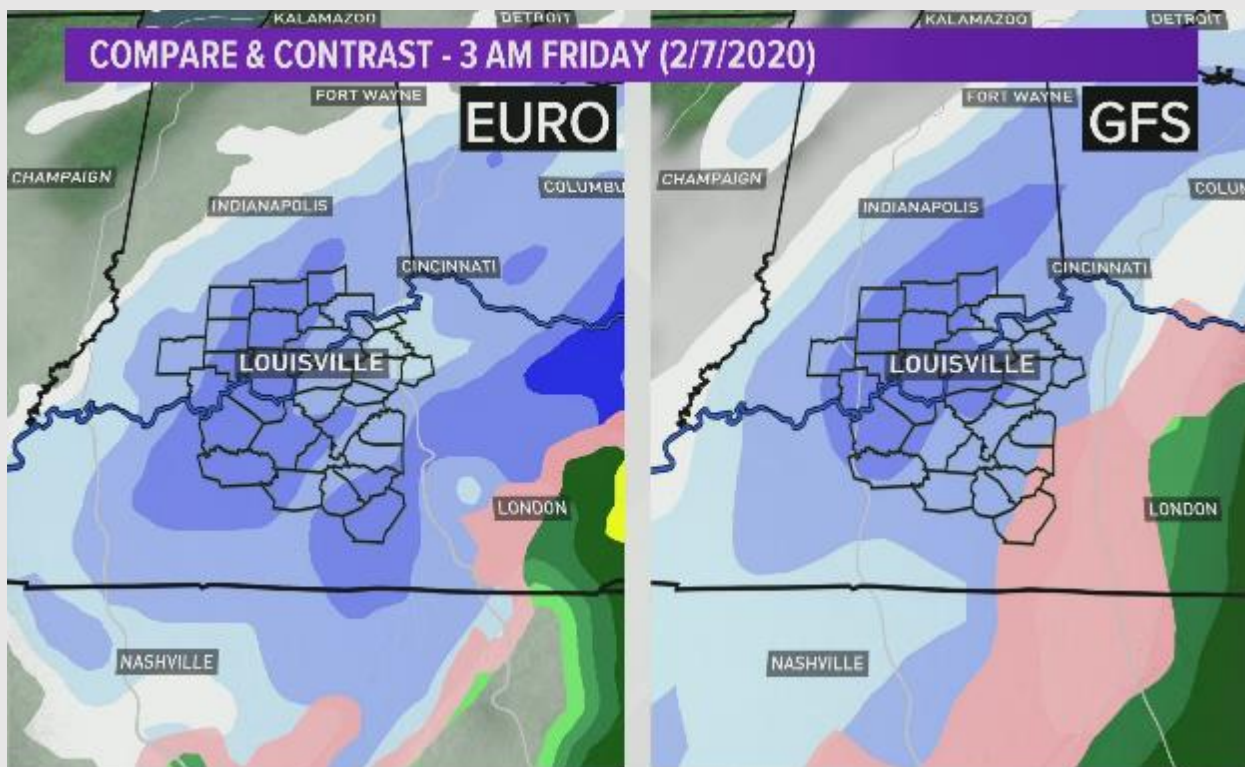 KALAMAZOO
DETROIT
KALAMAZOO
DETROIT
COMPARE & CONTRAST - 3 AM FRIDAY (2/7/2020)
FORT WAYNE
EURO
FORT WAYNE
GFS
CHAMPAIGN
COLUMBU
CHAMPAIGN
COLUM
INDIANAPOLIS
INDIANAPOLIS
CINCINNATI
CINCINNATI
LOUISVILLE
LOUISVILLE
LONDON
LONDON
NASHVILLE
NASHVILLE